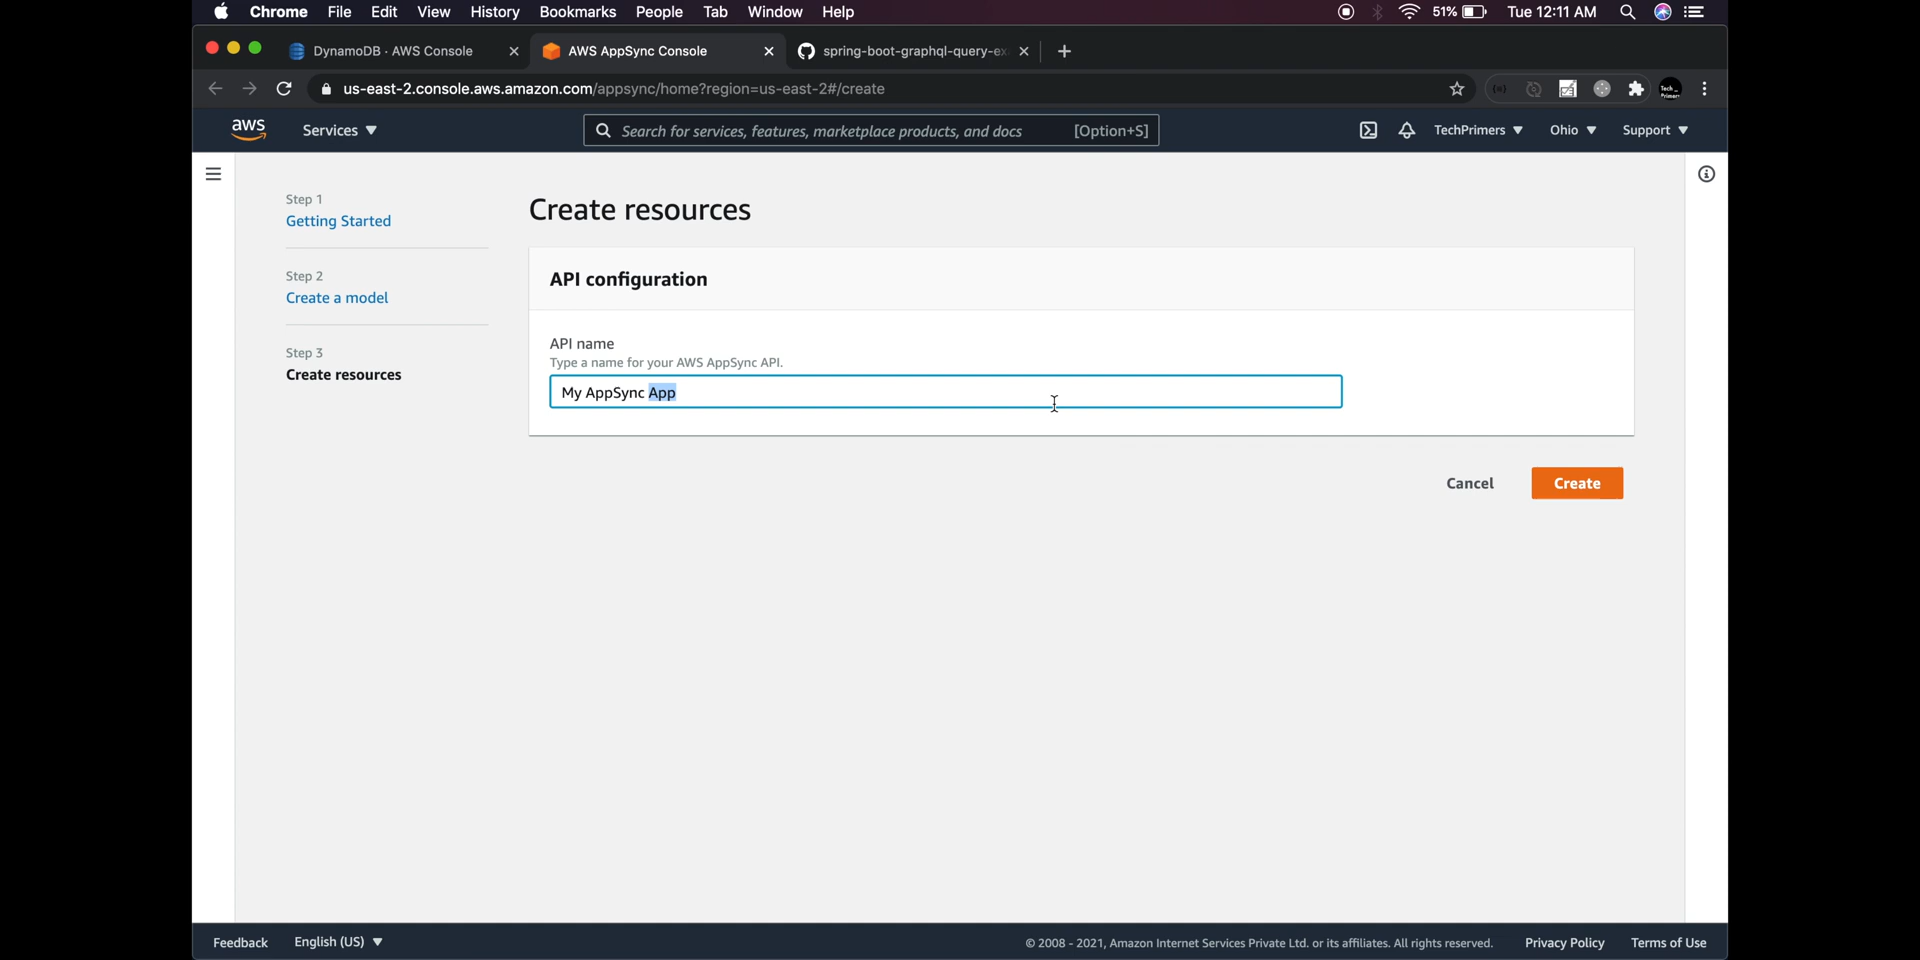 Chrome File Edit View History Bookmarks People Tab Window Help 51% Tue 12:11 AM
DynamoDB · AWS Console AWS AppSync Console spring-boot-graphql-query-ex
us-east-2.console.aws.amazon.com/appsync/home?region=us-east-2#/create
aws Services Search for services, features, marketplace products, and docs [Option+S] TechPrimers Ohio Support
Step 1
Getting Started
Step 2
Create a model
Step 3
Create resources
Create resources
API configuration
API name
Type a name for your AWS AppSync API.
My AppSync App
Cancel Create
Feedback English (US) © 2008 - 2021, Amazon Internet Services Private Ltd. or its affiliates. All rights reserved. Privacy Policy Terms of Use